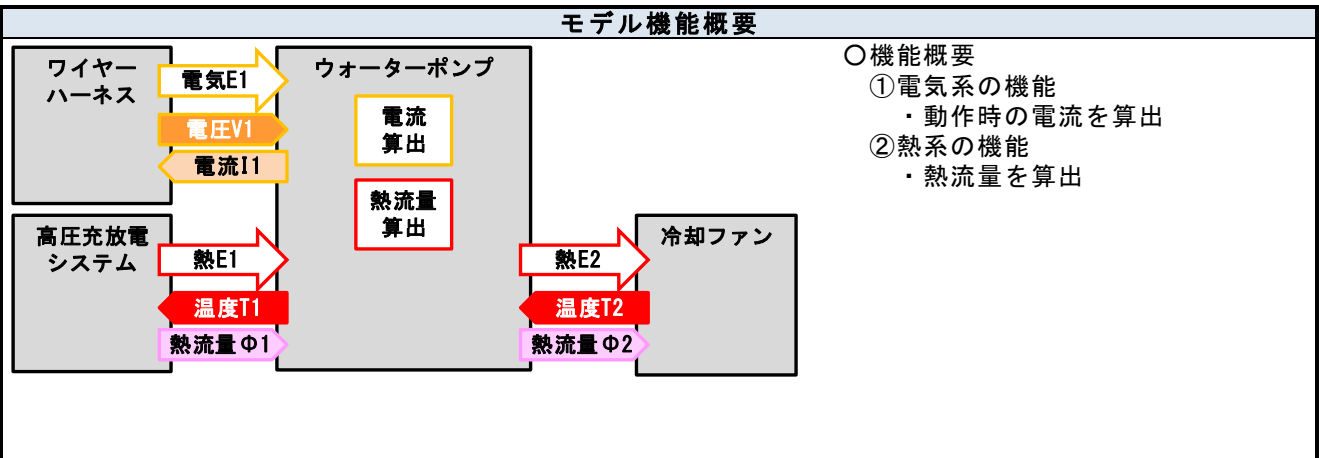 モデル機能概要
ワイヤー
ハーネス
電気E1
電圧V1
電流I1
ウォーターポンプ
電流
算出
熱流量
算出
高圧充放電
システム
熱E1
温度T1
熱流量Φ1
熱E2
温度T2
熱流量Φ2
冷却ファン
〇機能概要
①電気系の機能
・動作時の電流を算出
②熱系の機能
・熱流量を算出